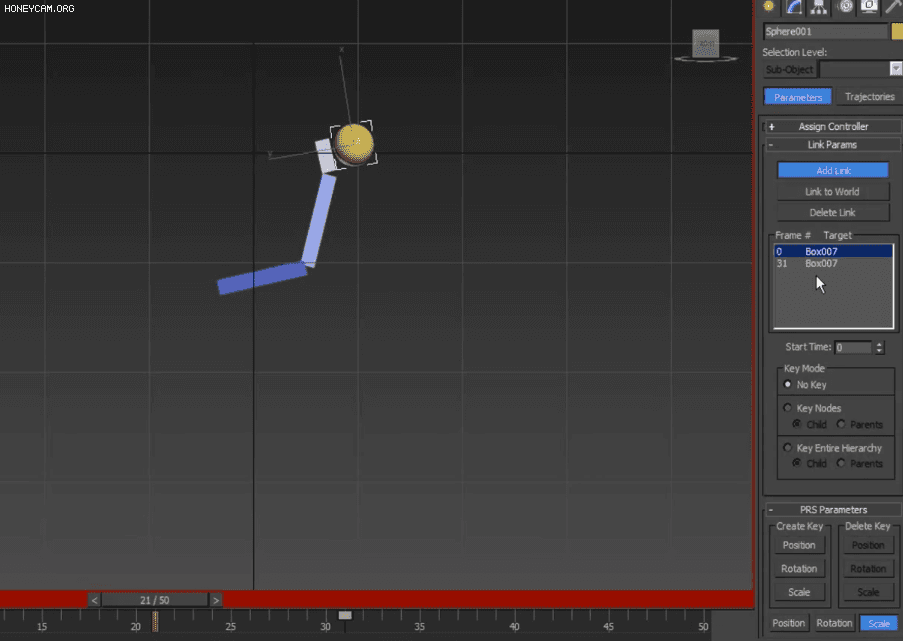 HONEYCAM.ORG
Sphere001
Selection Level:
Sub-Object
Parameters
Trajectories
+ Assign Controller
- Link Params
Add Link
Link to World
Delete Link
Frame # Target
0 Box007
31 Box007
Start Time: 0
Key Mode
No Key
Key Nodes
Child Parents
Key Entire Hierarchy
Child Parents
- PRS Parameters
Create Key Delete Key
Position Position
Rotation Rotation
Scale Scale
Position Rotation Scale
x
y
< 21 / 50 >
15 20 25 30 35 40 45 50